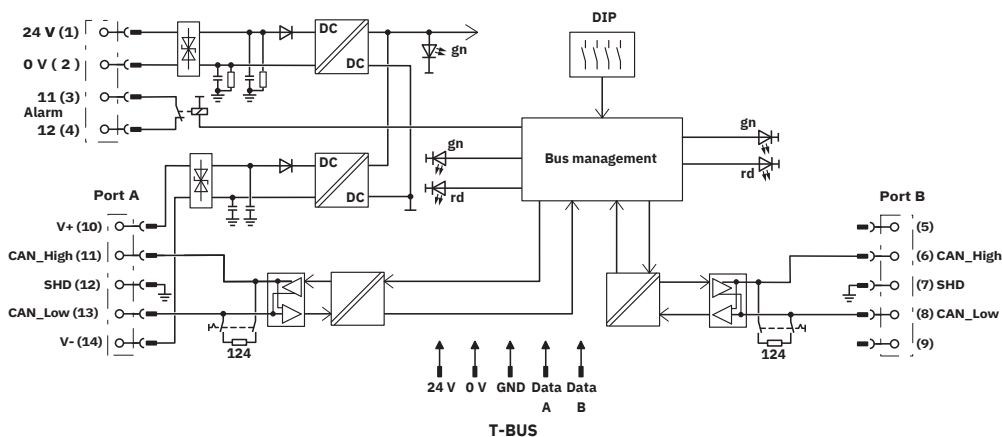 24 V (1)
0 V ( 2 )
11 (3)
Alarm
12 (4)
DC
DC
gn
DIP
Bus management
gn
rd
gn
rd
DC
DC
Port A
V+ (10)
CAN_High (11)
SHD (12)
CAN_Low (13)
V- (14)
124
Port B
(5)
(6) CAN_High
(7) SHD
(8) CAN_Low
(9)
124
24 V 0 V GND Data Data
A B
T-BUS